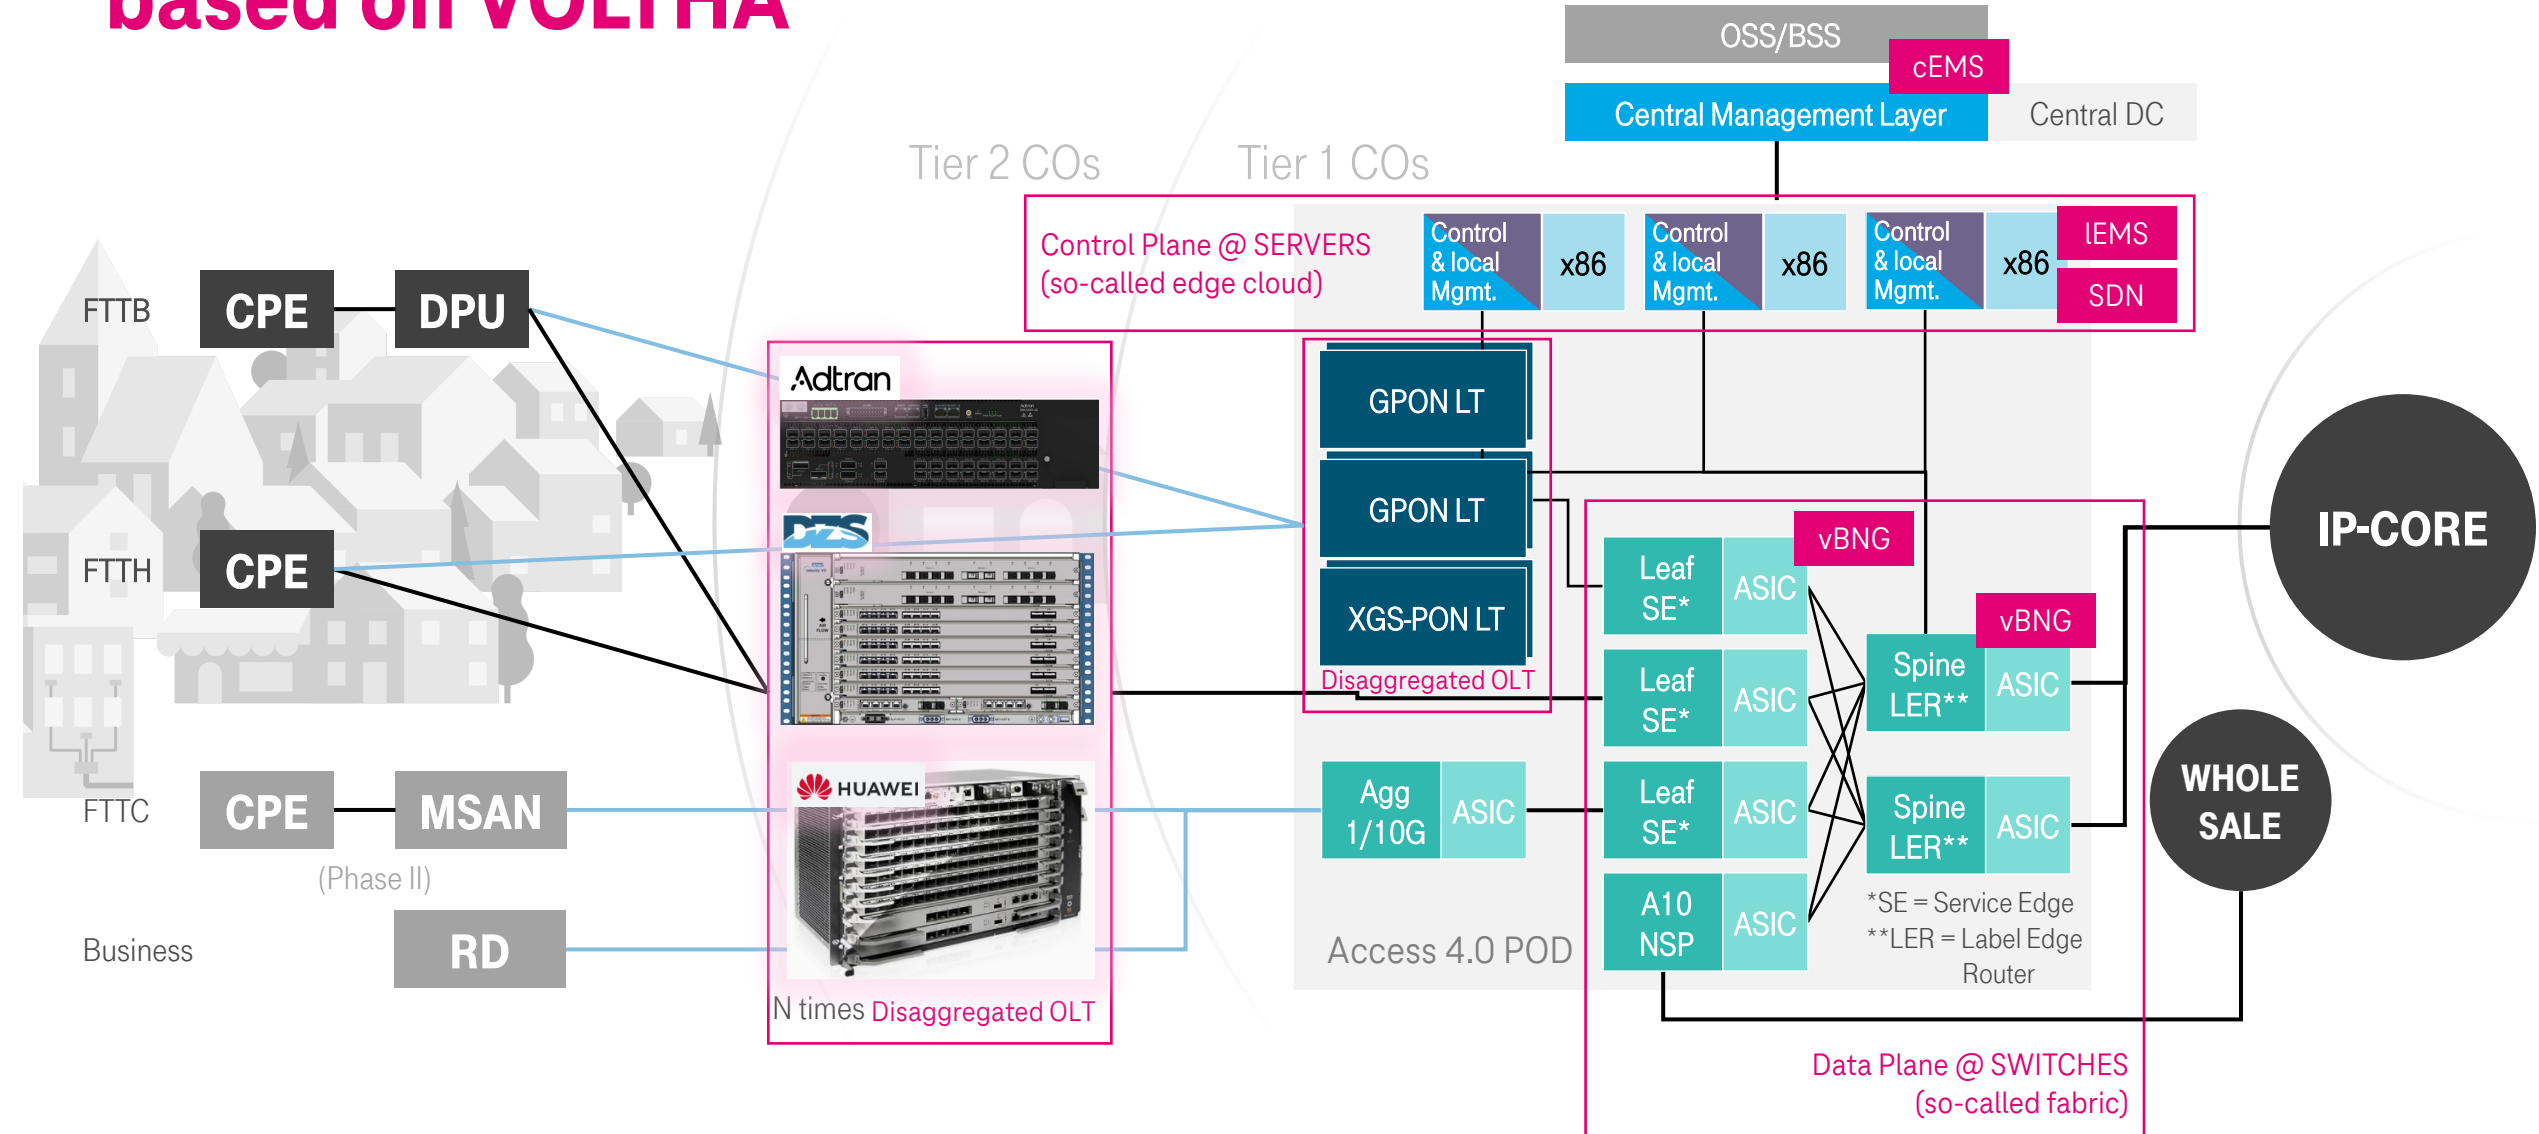 based on VOLTHA
OSS/BSS
cEMS
Central Management Layer
Central DC
Tier 2 COs
Tier 1 COs
Control Plane @ SERVERS
(so-called edge cloud)
Control
& local
Mgmt.
x86
Control
& local
Mgmt.
x86
Control
& local
Mgmt.
x86
lEMS
SDN
FTTB
CPE
DPU
Adtran
GPON LT
GPON LT
XGS-PON LT
Disaggregated OLT
DZS
FTTH
CPE
vBNG
Leaf
SE*
ASIC
Leaf
SE*
ASIC
Leaf
SE*
ASIC
A10
NSP
ASIC
vBNG
Spine
LER**
ASIC
Spine
LER**
ASIC
IP-CORE
WHOLE
SALE
FTTC
CPE
MSAN
(Phase II)
HUAWEI
Agg
1/10G
ASIC
Business
RD
N times Disaggregated OLT
Access 4.0 POD
*SE = Service Edge
**LER = Label Edge
Router
Data Plane @ SWITCHES
(so-called fabric)